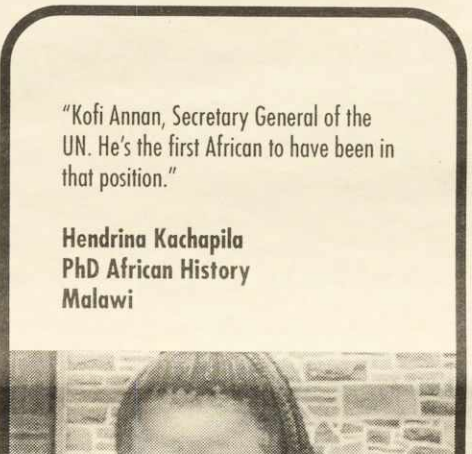 “Kofi Annan, Secretary General of the
UN. He’s the first African to have been in
that position.”
Hendrina Kachapila
PhD African History
Malawi